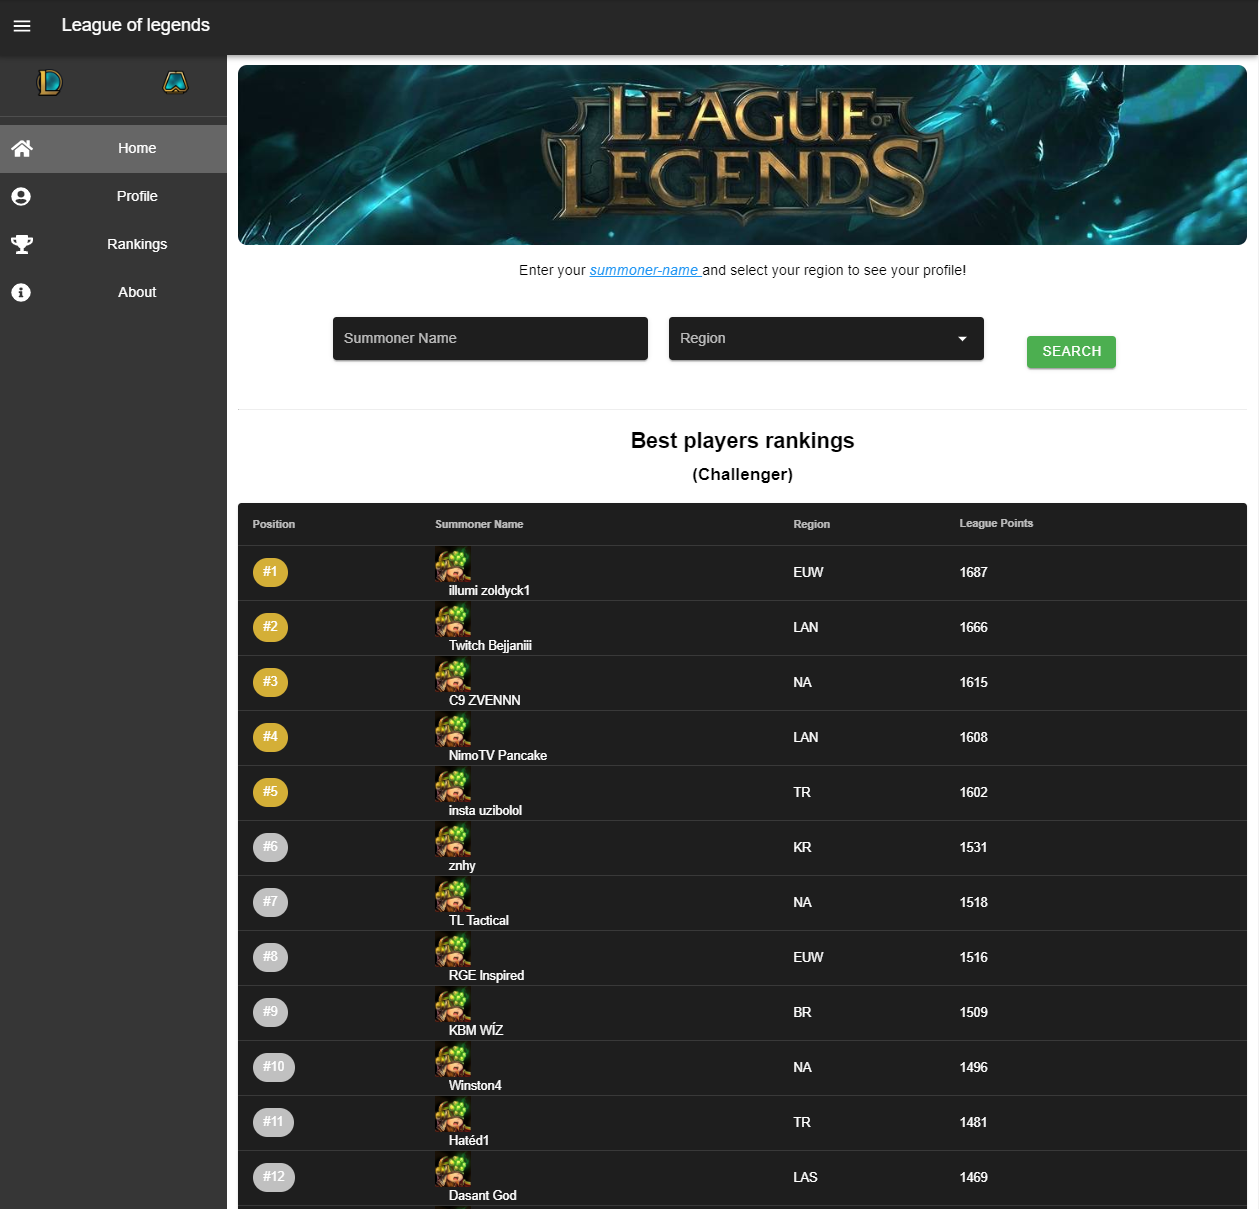 League of legends
Home
Profile
Rankings
About
LEAGUE OF
LEGENDS
Enter your summoner-name and select your region to see your profile!
Summoner Name
Region
SEARCH
Best players rankings
(Challenger)
Position Summoner Name Region League Points
#1 illumi zoldyck1 EUW 1687
#2 Twitch Bejjaniii LAN 1666
#3 C9 ZVENNN NA 1615
#4 NimoTV Pancake LAN 1608
#5 insta uzibolol TR 1602
#6 znhy KR 1531
#7 TL Tactical NA 1518
#8 RGE Inspired EUW 1516
#9 KBM WÍZ BR 1509
#10 Winston4 NA 1496
#11 Hatéd1 TR 1481
#12 Dasant God LAS 1469